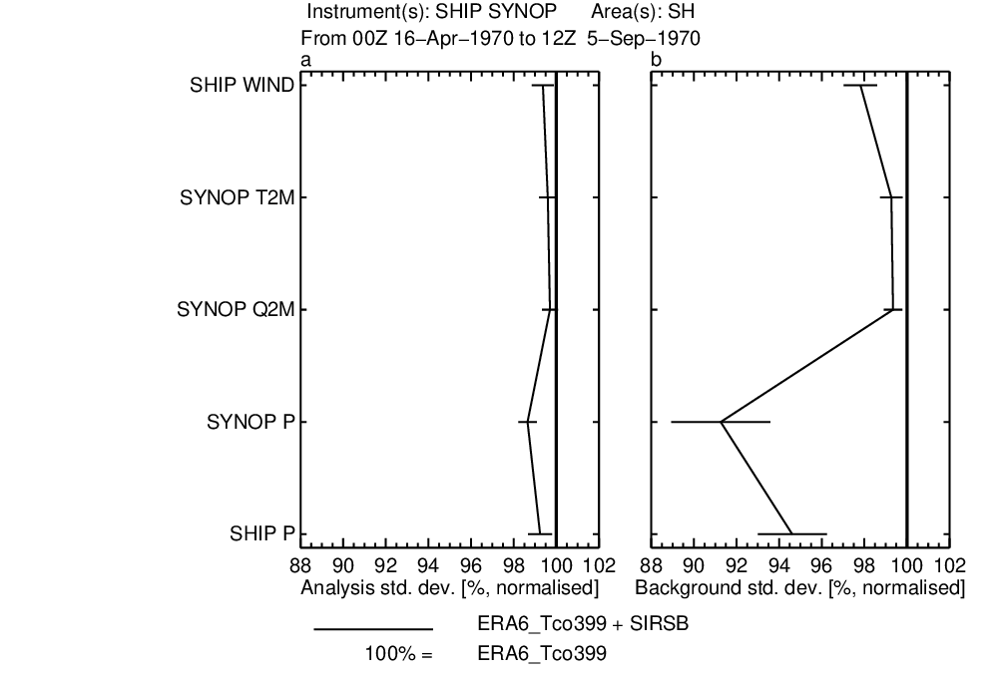 Instrument(s): SHIP SYNOP Area(s): SH
From 00Z 16−Apr−1970 to 12Z 5−Sep−1970
a b
SHIP WIND
SYNOP T2M
SYNOP Q2M
SYNOP P
SHIP P
88 90 92 94 96 98 100 102 88 90 92 94 96 98 100 102
Analysis std. dev. [%, normalised] Background std. dev. [%, normalised]
ERA6_Tco399 + SIRSB
100% = ERA6_Tco399